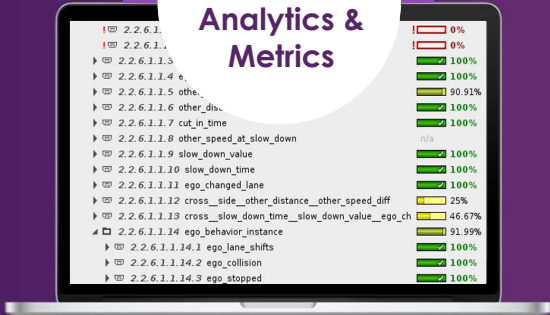 Analytics &
Metrics
2.2.6.1. 0%
2.2.6.1. 0%
2.2.6.1.1.3 100%
2.2.6.1.1.4 100%
2.2.6.1.1.5 othe 90.91%
2.2.6.1.1.6 other_dist 100%
2.2.6.1.1.7 cut_in_time 100%
2.2.6.1.1.8 other_speed_at_slow_down n/a
2.2.6.1.1.9 slow_down_value 100%
2.2.6.1.1.10 slow_down_time 100%
2.2.6.1.1.11 ego_changed_lane 100%
2.2.6.1.1.12 cross__side__other_distance__other_speed_diff 25%
2.2.6.1.1.13 cross__slow_down_time__slow_down_value__ego_ch 46.67%
2.2.6.1.1.14 ego_behavior_instance 91.99%
2.2.6.1.1.14.1 ego_lane_shifts 100%
2.2.6.1.1.14.2 ego_collision 100%
2.2.6.1.1.14.3 ego_stopped 100%